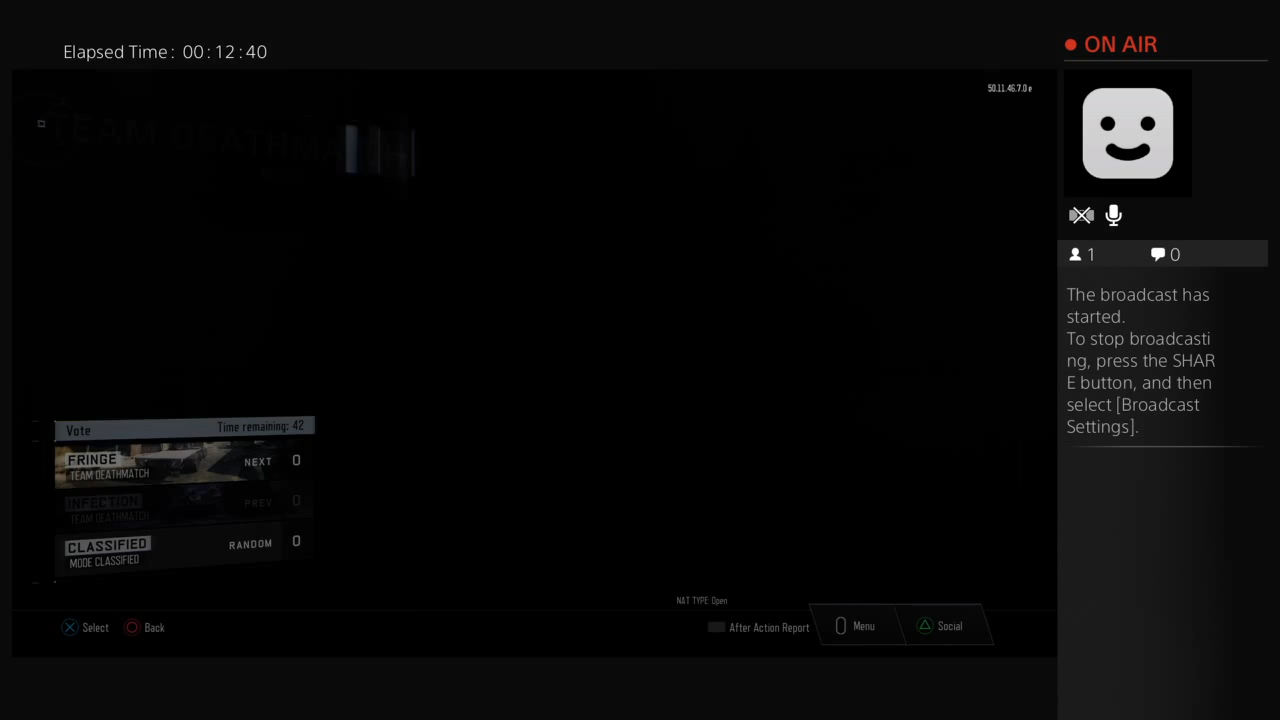 Elapsed Time: 00:12:40
ON AIR
50.11.46.7.0 e
TEAM DEATHMATCH
1
0
The broadcast has
started.
To stop broadcasti
ng, press the SHAR
E button, and then
select [Broadcast
Settings].
Vote Time remaining: 42
FRINGE NEXT 0
TEAM DEATHMATCH
INFECTION PREV 0
TEAM DEATHMATCH
CLASSIFIED RANDOM 0
MODE CLASSIFIED
NAT TYPE: Open
Select Back After Action Report Menu Social